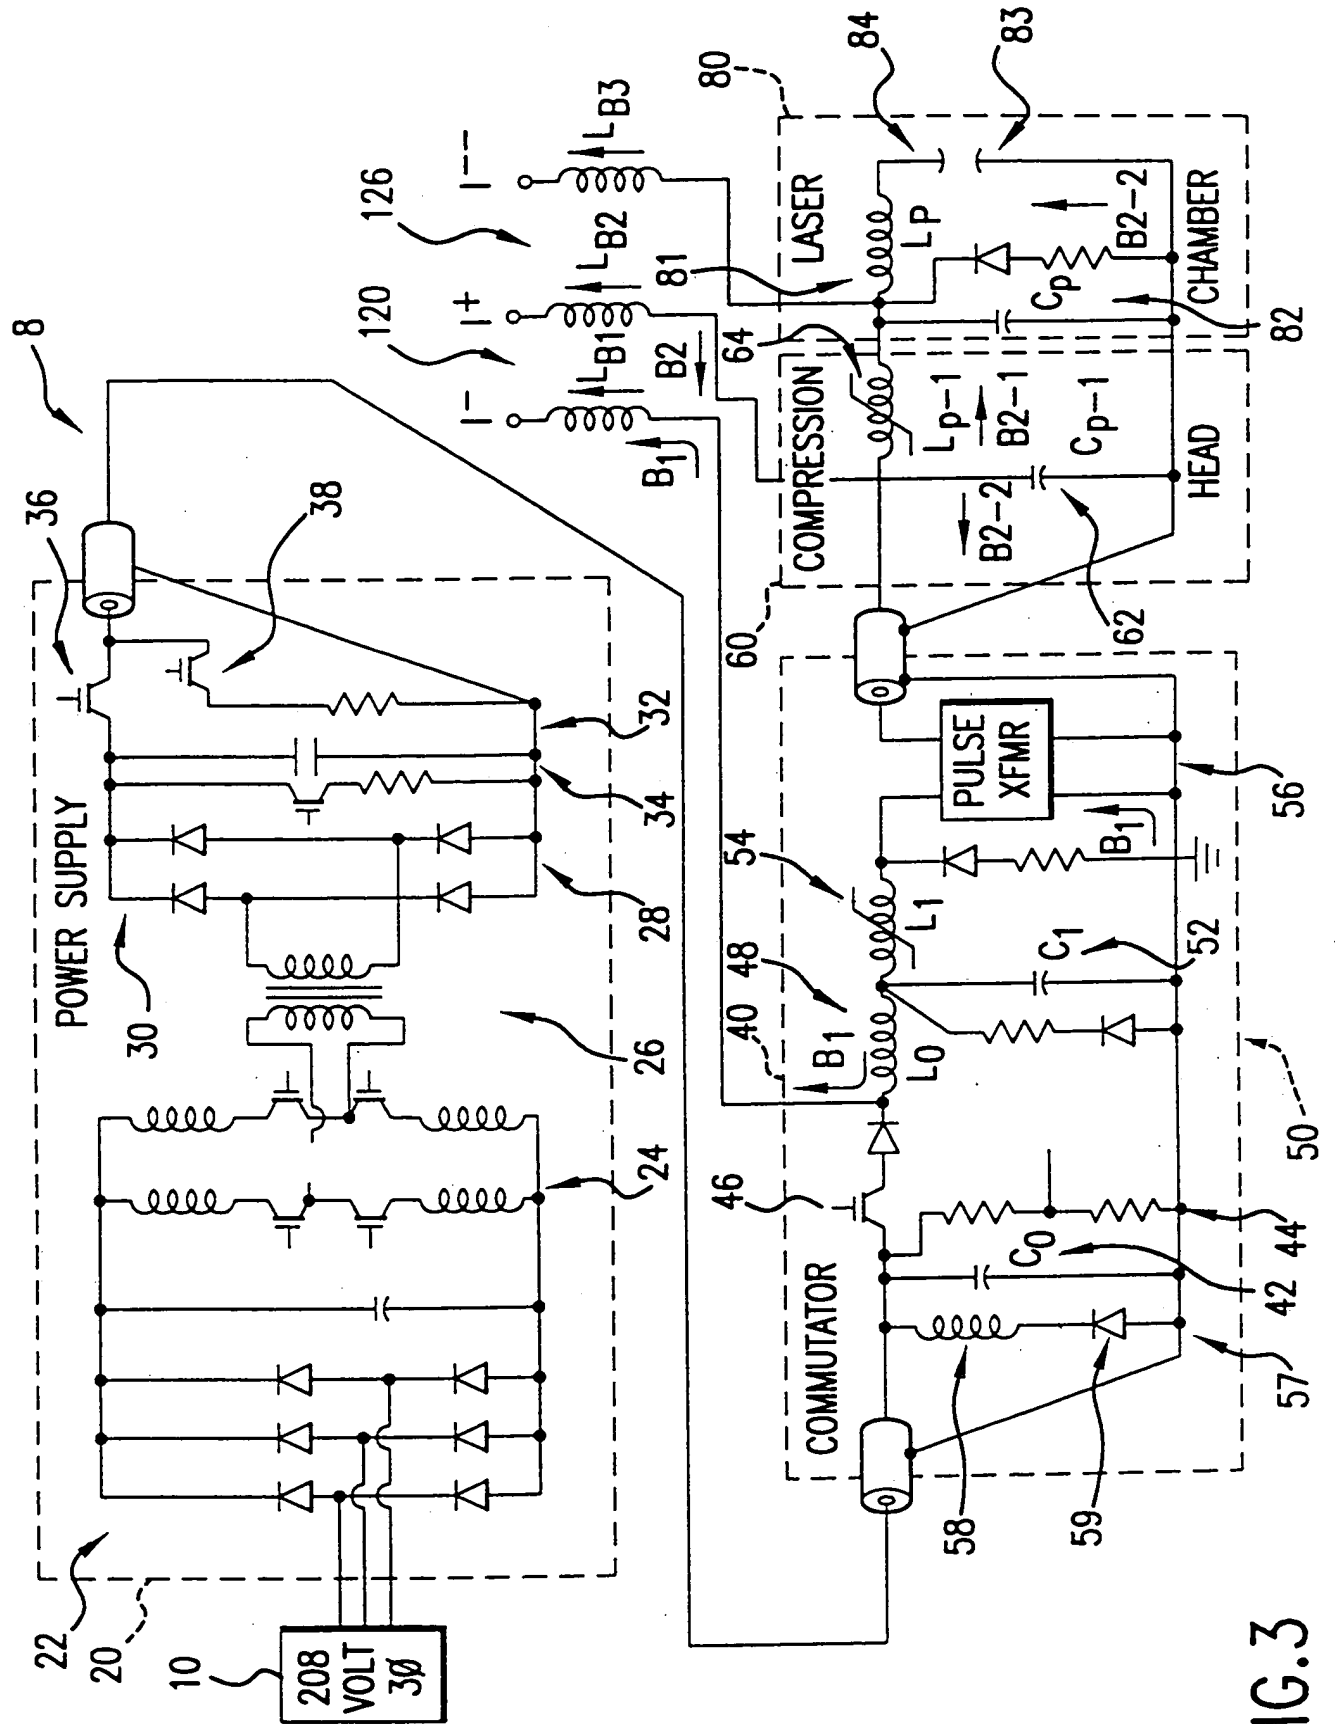 8
36
38
POWER SUPPLY
30
32
34
28
26
24
22
20
10
208
VOLT
3Ø
126
120
I-
I+
I--
LB1
LB2
LB3
B1
B2
81
64
80
84
83
LASER
CHAMBER
LP
Cp
B2-2
82
COMPRESSION
HEAD
Lp-1
B2-1
Cp-1
B2-2
62
60
PULSE
XFMR
56
B1
54
L1
C1
52
48
40
B1
L0
50
46
COMMUTATOR
C0
44
42
57
58
59
IG.3